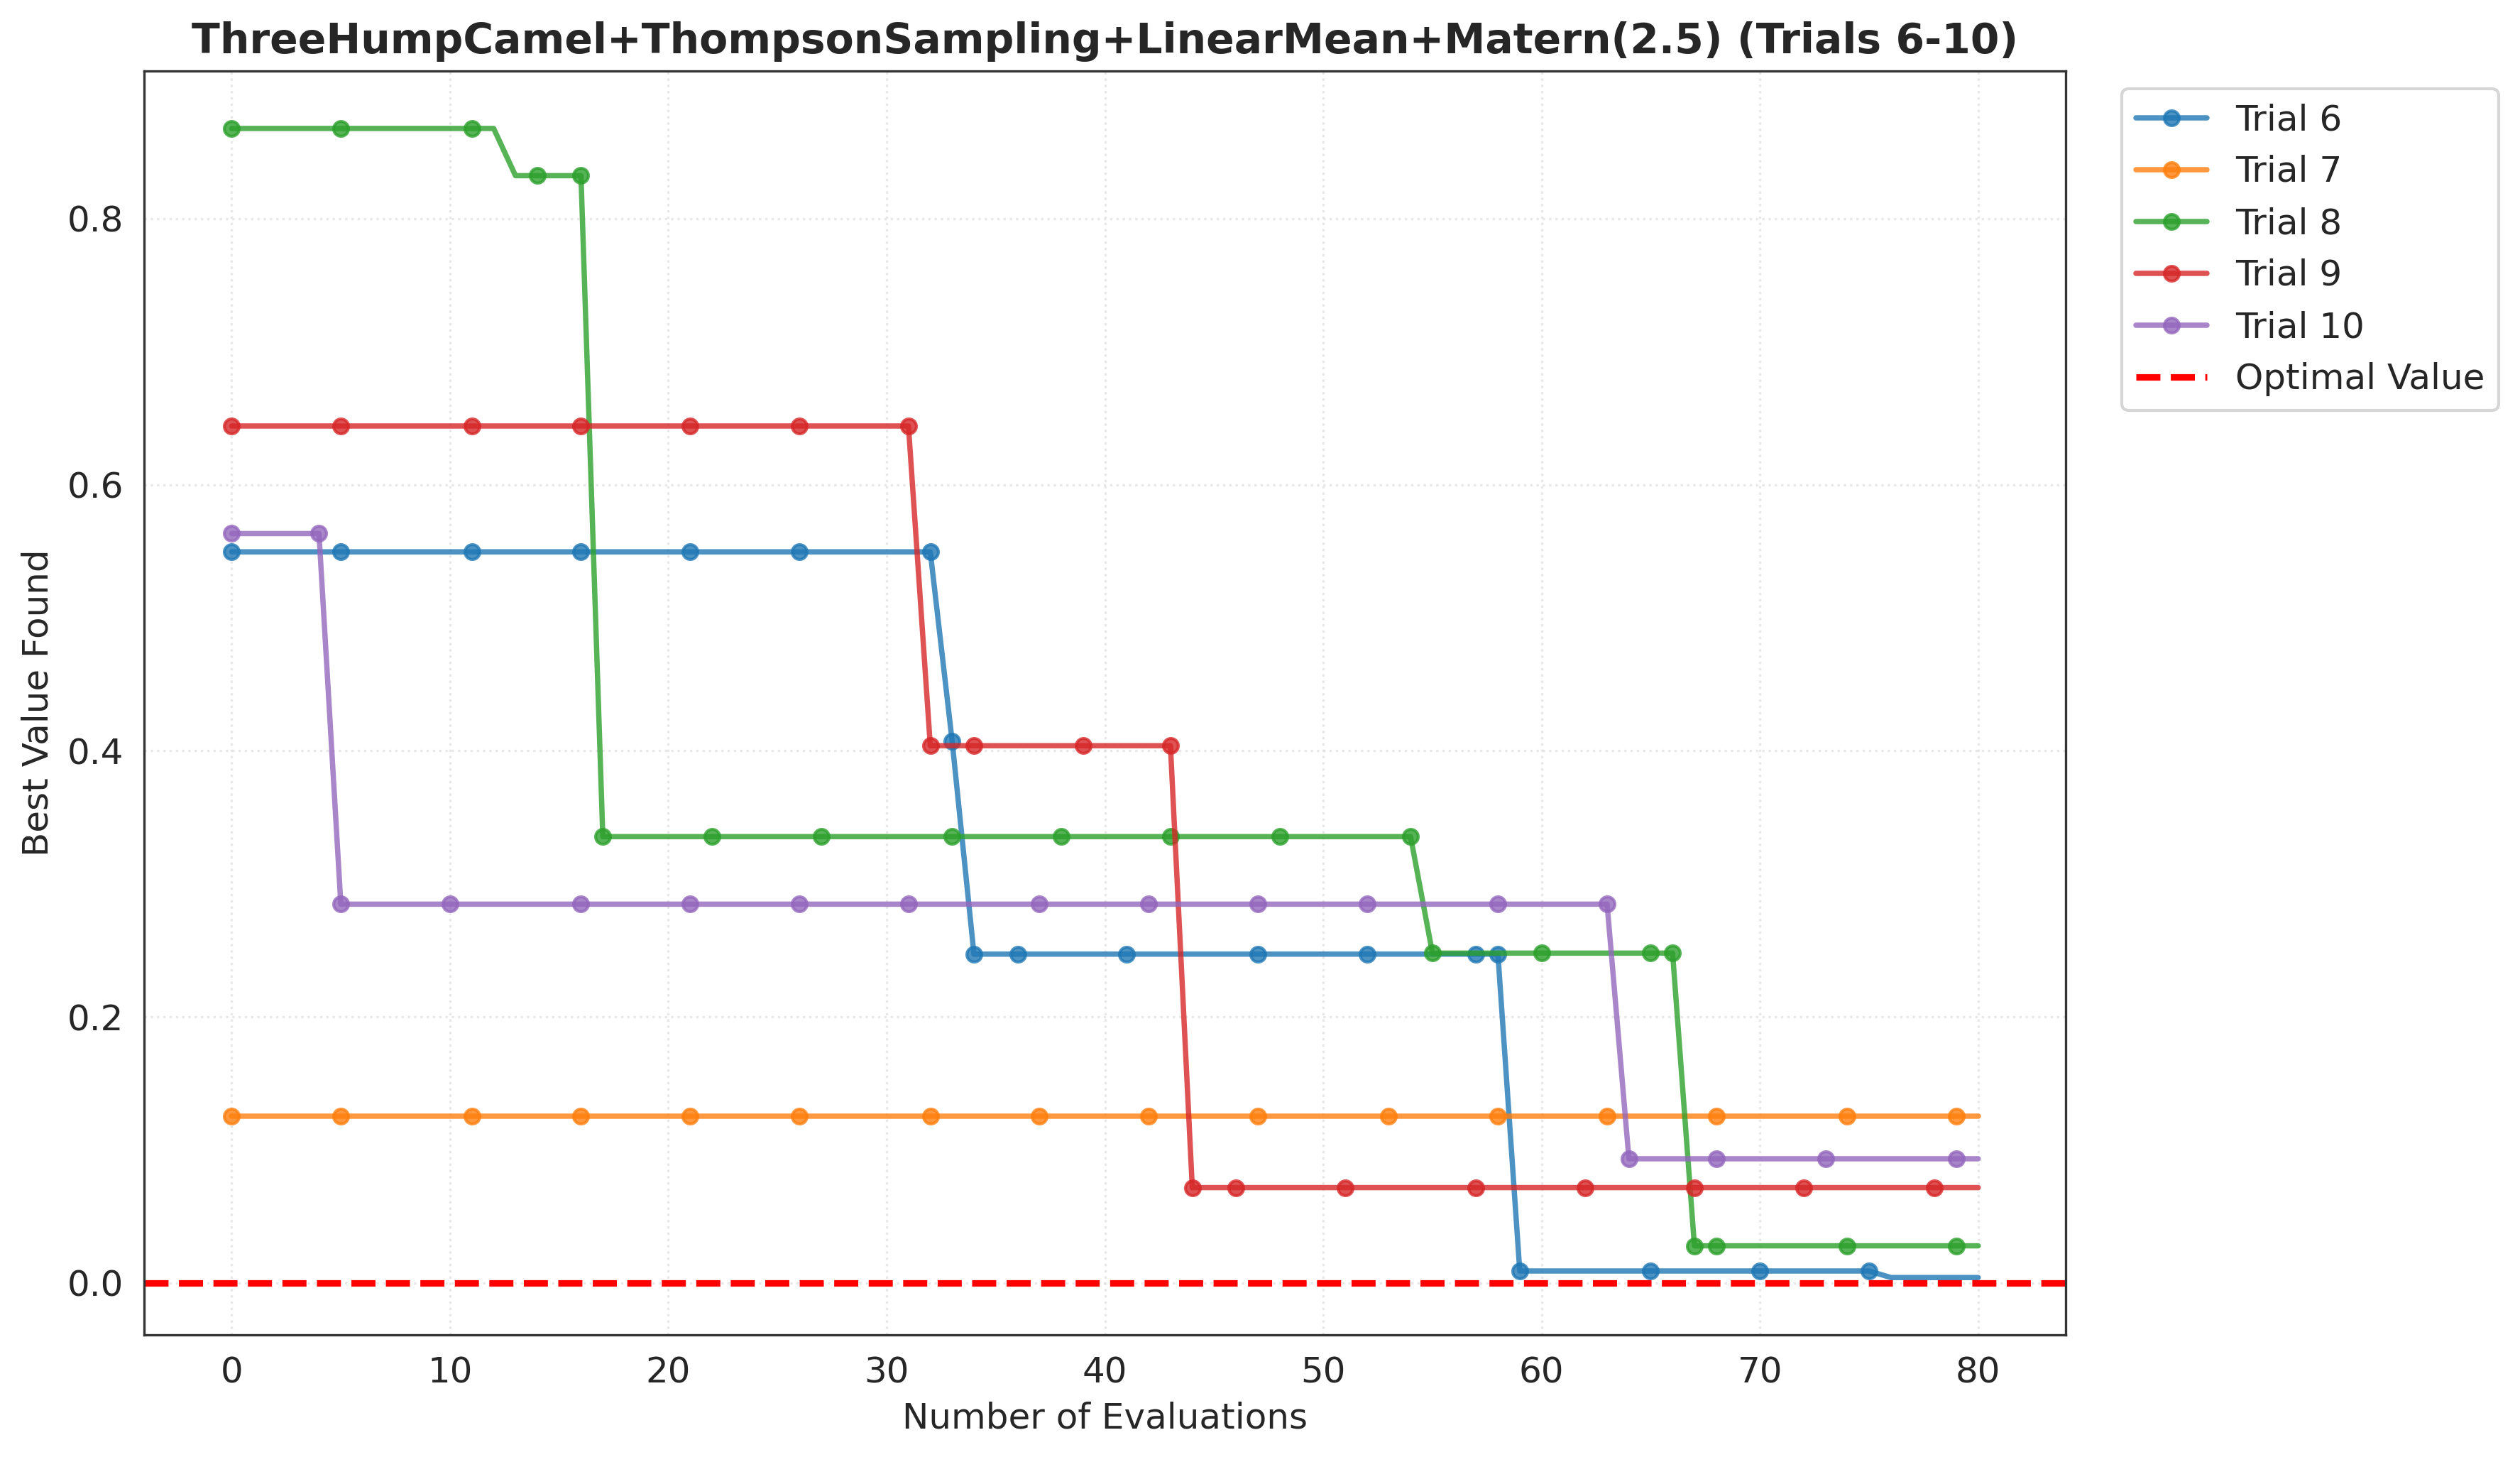 ThreeHumpCamel+ThompsonSampling+LinearMean+Matern(2.5) (Trials 6-10)
Trial 6
Trial 7
Trial 8
Trial 9
Trial 10
Optimal Value
Best Value Found
0.8
0.6
0.4
0.2
0.0
0 10 20 30 40 50 60 70 80
Number of Evaluations